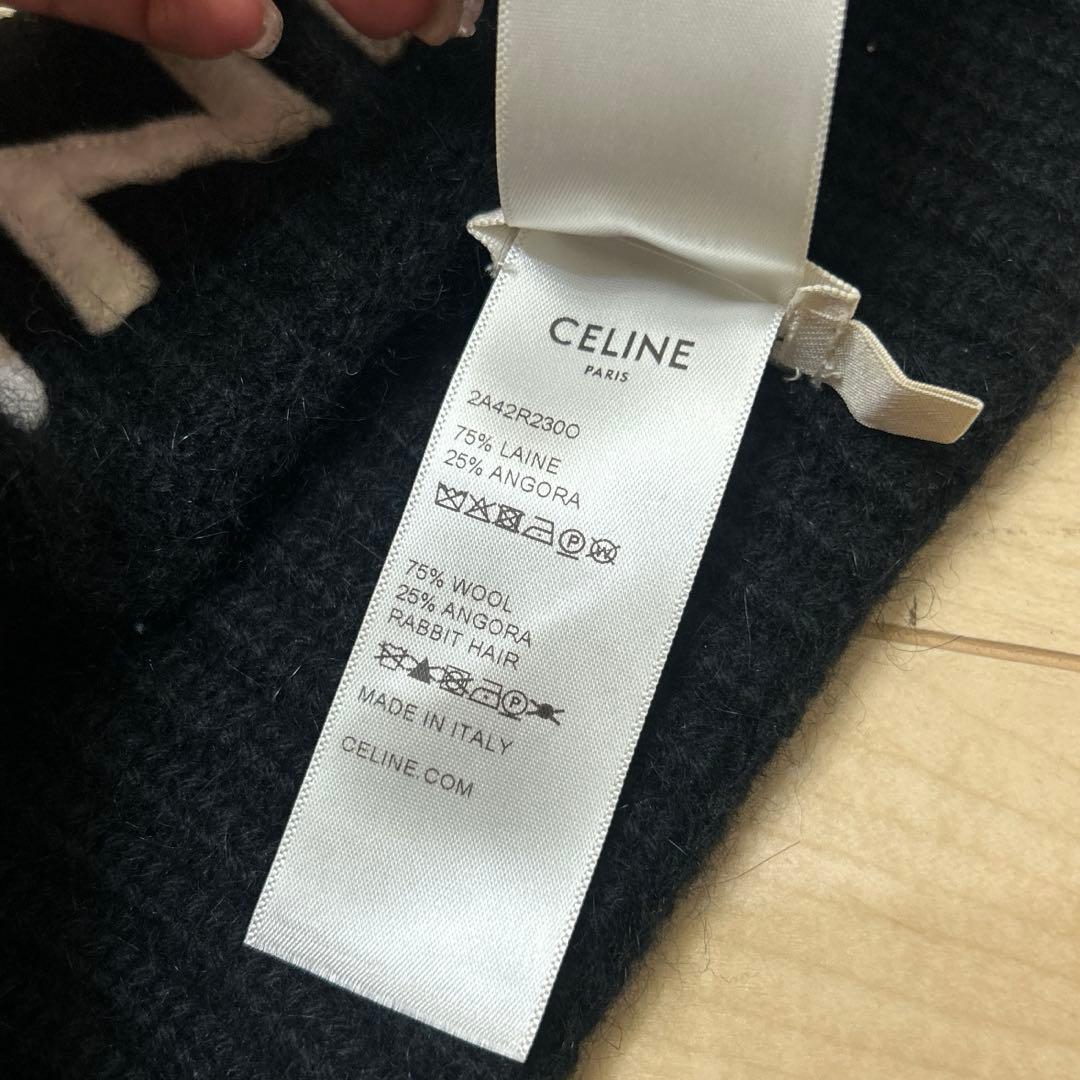 CELINE
PARIS
2A42R230O
75% LAINE
25% ANGORA
P W
75% WOOL
25% ANGORA
RABBIT HAIR
P
MADE IN ITALY
CELINE.COM